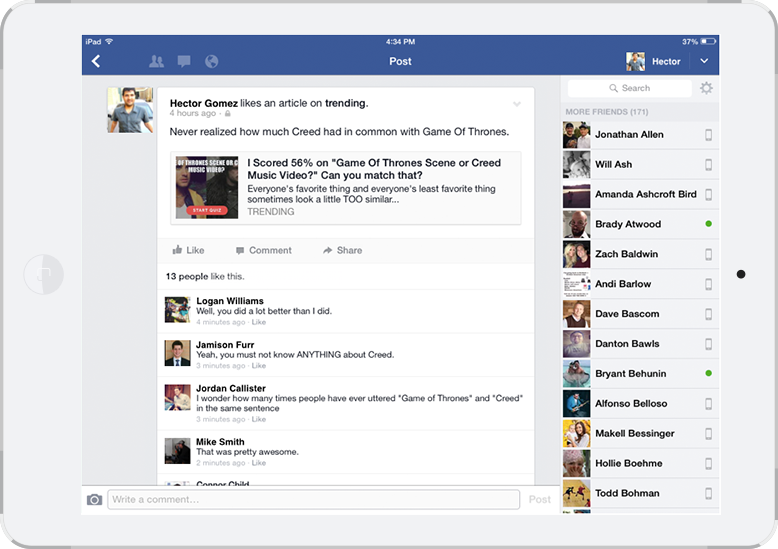 iPad
4:34 PM
37%
Post
Hector
Search
MORE FRIENDS (171)
Hector Gomez likes an article on trending.
4 hours ago
Never realized how much Creed had in common with Game Of Thrones.
OF THRONES SCENE OR C
MUSIC VIDEO?
START QUIZ
I Scored 56% on "Game Of Thrones Scene or Creed
Music Video?" Can you match that?
Everyone's favorite thing and everyone's least favorite thing
sometimes look a little TOO similar...
TRENDING
Like
Comment
Share
13 people like this.
Logan Williams
Well, you did a lot better than I did.
4 minutes ago · Like
Jamison Furr
Yeah, you must not know ANYTHING about Creed.
3 minutes ago · Like
Jordan Callister
I wonder how many times people have ever uttered "Game of Thrones" and "Creed"
in the same sentence
3 minutes ago · Like
Mike Smith
That was pretty awesome.
2 minutes ago · Like
Connor Child
Write a comment...
Post
Jonathan Allen
Will Ash
Amanda Ashcroft Bird
Brady Atwood
Zach Baldwin
Andi Barlow
Dave Bascom
Danton Bawls
Bryant Behunin
Alfonso Belloso
Makell Bessinger
Hollie Boehme
Todd Bohman